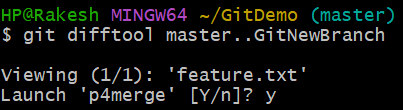 HP@Rakesh MINGW64 ~/GitDemo (master)
$ git difftool master..GitNewBranch
Viewing (1/1): 'feature.txt'
Launch 'p4merge' [Y/n]? y